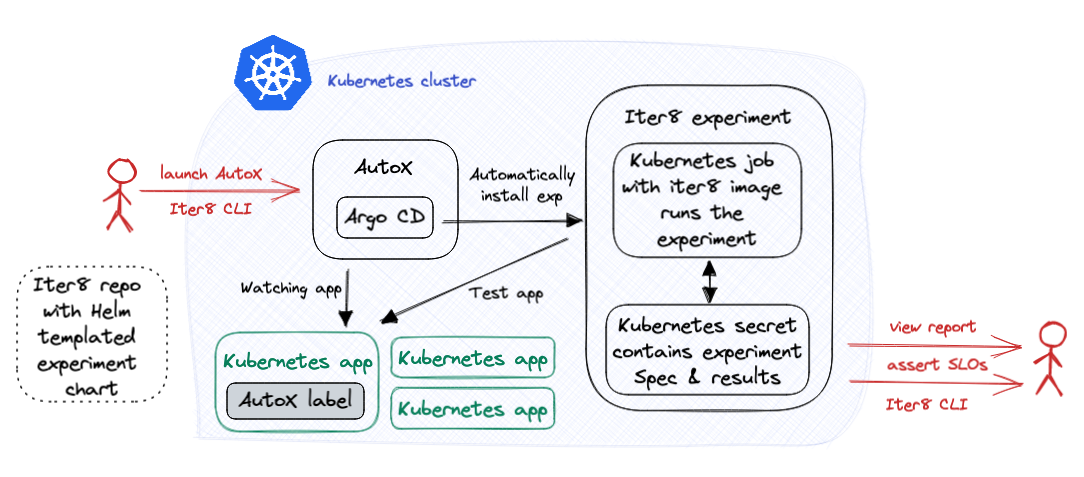 Kubernetes cluster
launch AutoX
Iter8 CLI
Iter8 repo
with Helm
templated
experiment
chart
AutoX
Argo CD
Automatically
install exp
Watching app
Test app
Kubernetes app
AutoX label
Kubernetes app
Kubernetes app
Iter8 experiment
Kubernetes job
with iter8 image
runs the
experiment
Kubernetes secret
contains experiment
Spec & results
view report
assert SLOs
Iter8 CLI